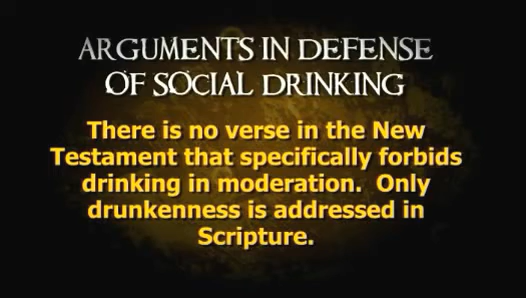 ARGUMENTS IN DEFENSE
OF SOCIAL DRINKING
There is no verse in the New
Testament that specifically forbids
drinking in moderation.  Only
drunkenness is addressed in
Scripture.